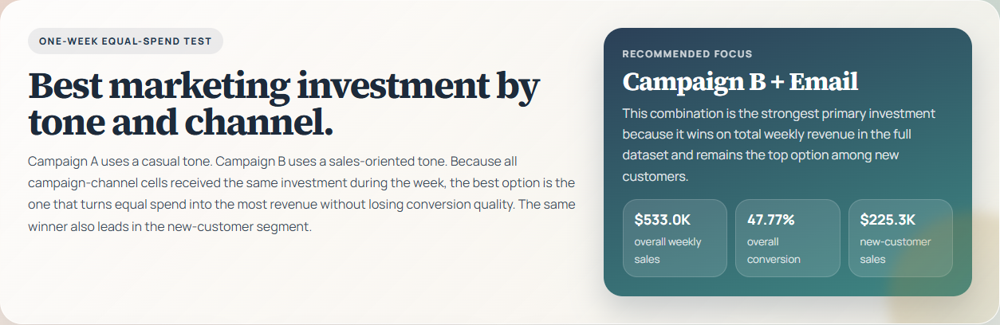 ONE-WEEK EQUAL-SPEND TEST
Best marketing investment by
tone and channel.
Campaign A uses a casual tone. Campaign B uses a sales-oriented tone. Because all
campaign-channel cells received the same investment during the week, the best option is the
one that turns equal spend into the most revenue without losing conversion quality. The same
winner also leads in the new-customer segment.
RECOMMENDED FOCUS
Campaign B + Email
This combination is the strongest primary investment
because it wins on total weekly revenue in the full
dataset and remains the top option among new
customers.
$533.0K
overall weekly
sales
47.77%
overall
conversion
$225.3K
new-customer
sales